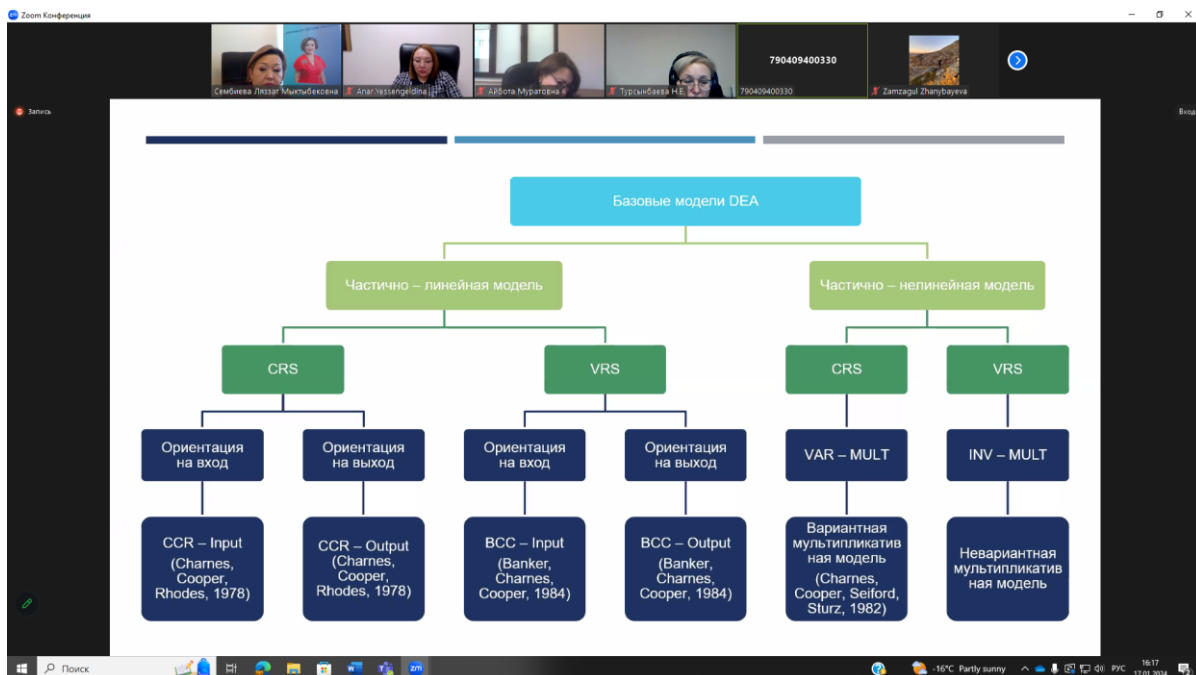 Zoom Конференция
790409400330
Сембиева Ляззат Мыктыбековна
Anar Yessengeldina
Айбота Муратовна
Турсынбаева Н.Е.
790409400330
Zamzagul Zhanybayeva
Запись
Вход
Базовые модели DEA
Частично – линейная модель
Частично – нелинейная модель
CRS
VRS
CRS
VRS
Ориентация
на вход
Ориентация
на выход
Ориентация
на вход
Ориентация
на выход
VAR – MULT
INV – MULT
CCR – Input
(Charnes,
Cooper,
Rhodes, 1978)
CCR – Output
(Charnes,
Cooper,
Rhodes, 1978)
BCC – Input
(Banker,
Charnes,
Cooper, 1984)
BCC – Output
(Banker,
Charnes,
Cooper, 1984)
Вариантная
мультипликатив
ная модель
(Charnes,
Cooper, Seiford,
Sturz, 1982)
Невариантная
мультипликатив
ная модель
Поиск
-16°C Partly sunny
РУС
16:17
17.01.2024